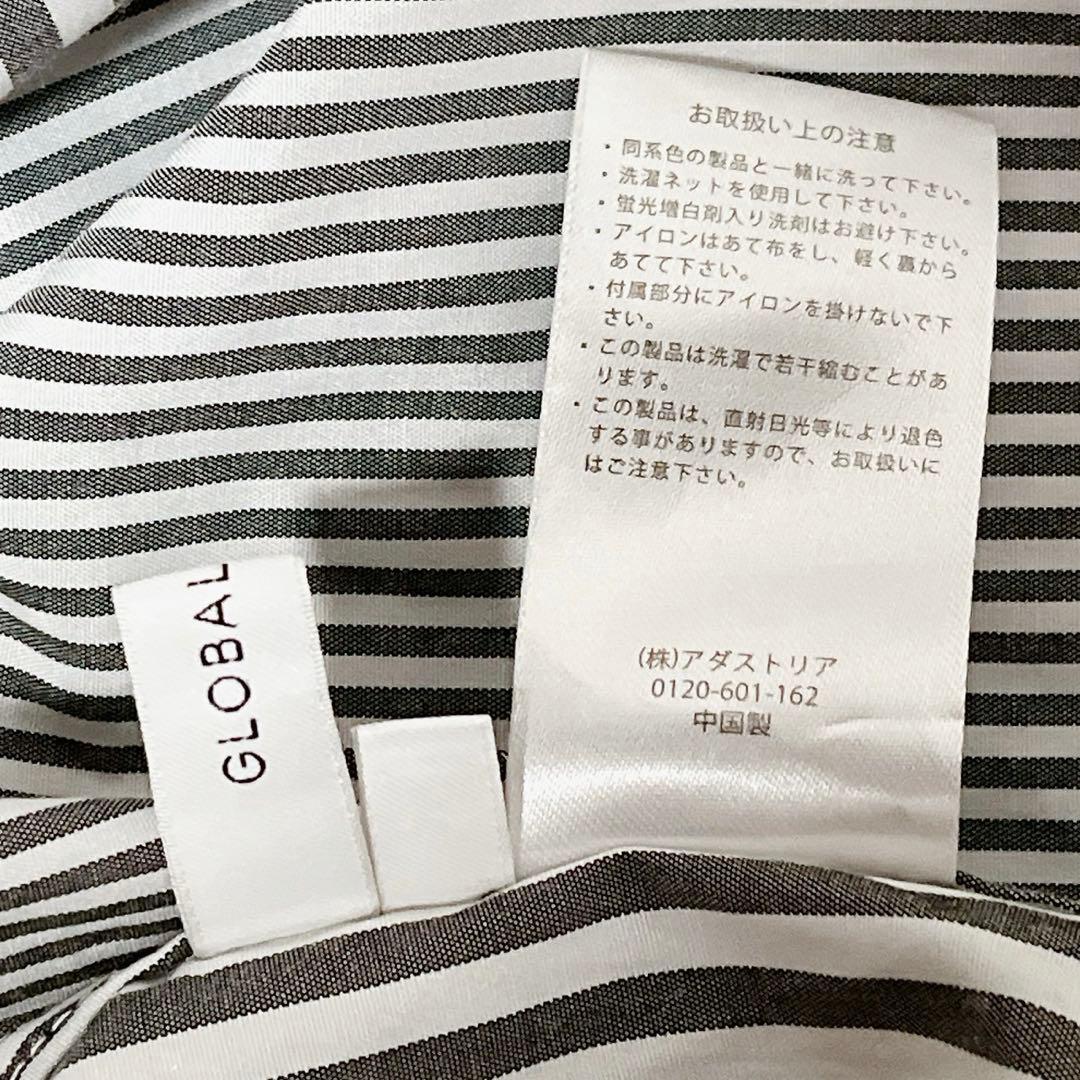 お取扱い上の注意
・同系色の製品と一緒に洗って下さい。
・洗濯ネットを使用して下さい。
・蛍光増白剤入り洗剤はお避け下さい。
・アイロンはあて布をし、軽く裏から
あてて下さい。
・付属部分にアイロンを掛けないで下
さい。
・この製品は洗濯で若干縮むことがあ
ります。
・この製品は、直射日光等により退色
する事がありますので、お取扱いに
はご注意下さい。
(株)アダストリア
0120-601-162
中国製
GLOBAL